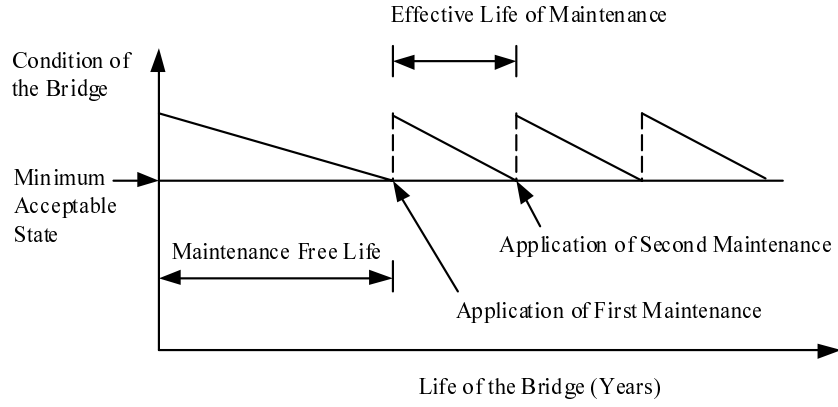 Effective Life of Maintenance
Condition of
the Bridge
Minimum
Acceptable
State
Application of Second Maintenance
Maintenance Free Life
Application of First Maintenance
Life of the Bridge (Years)